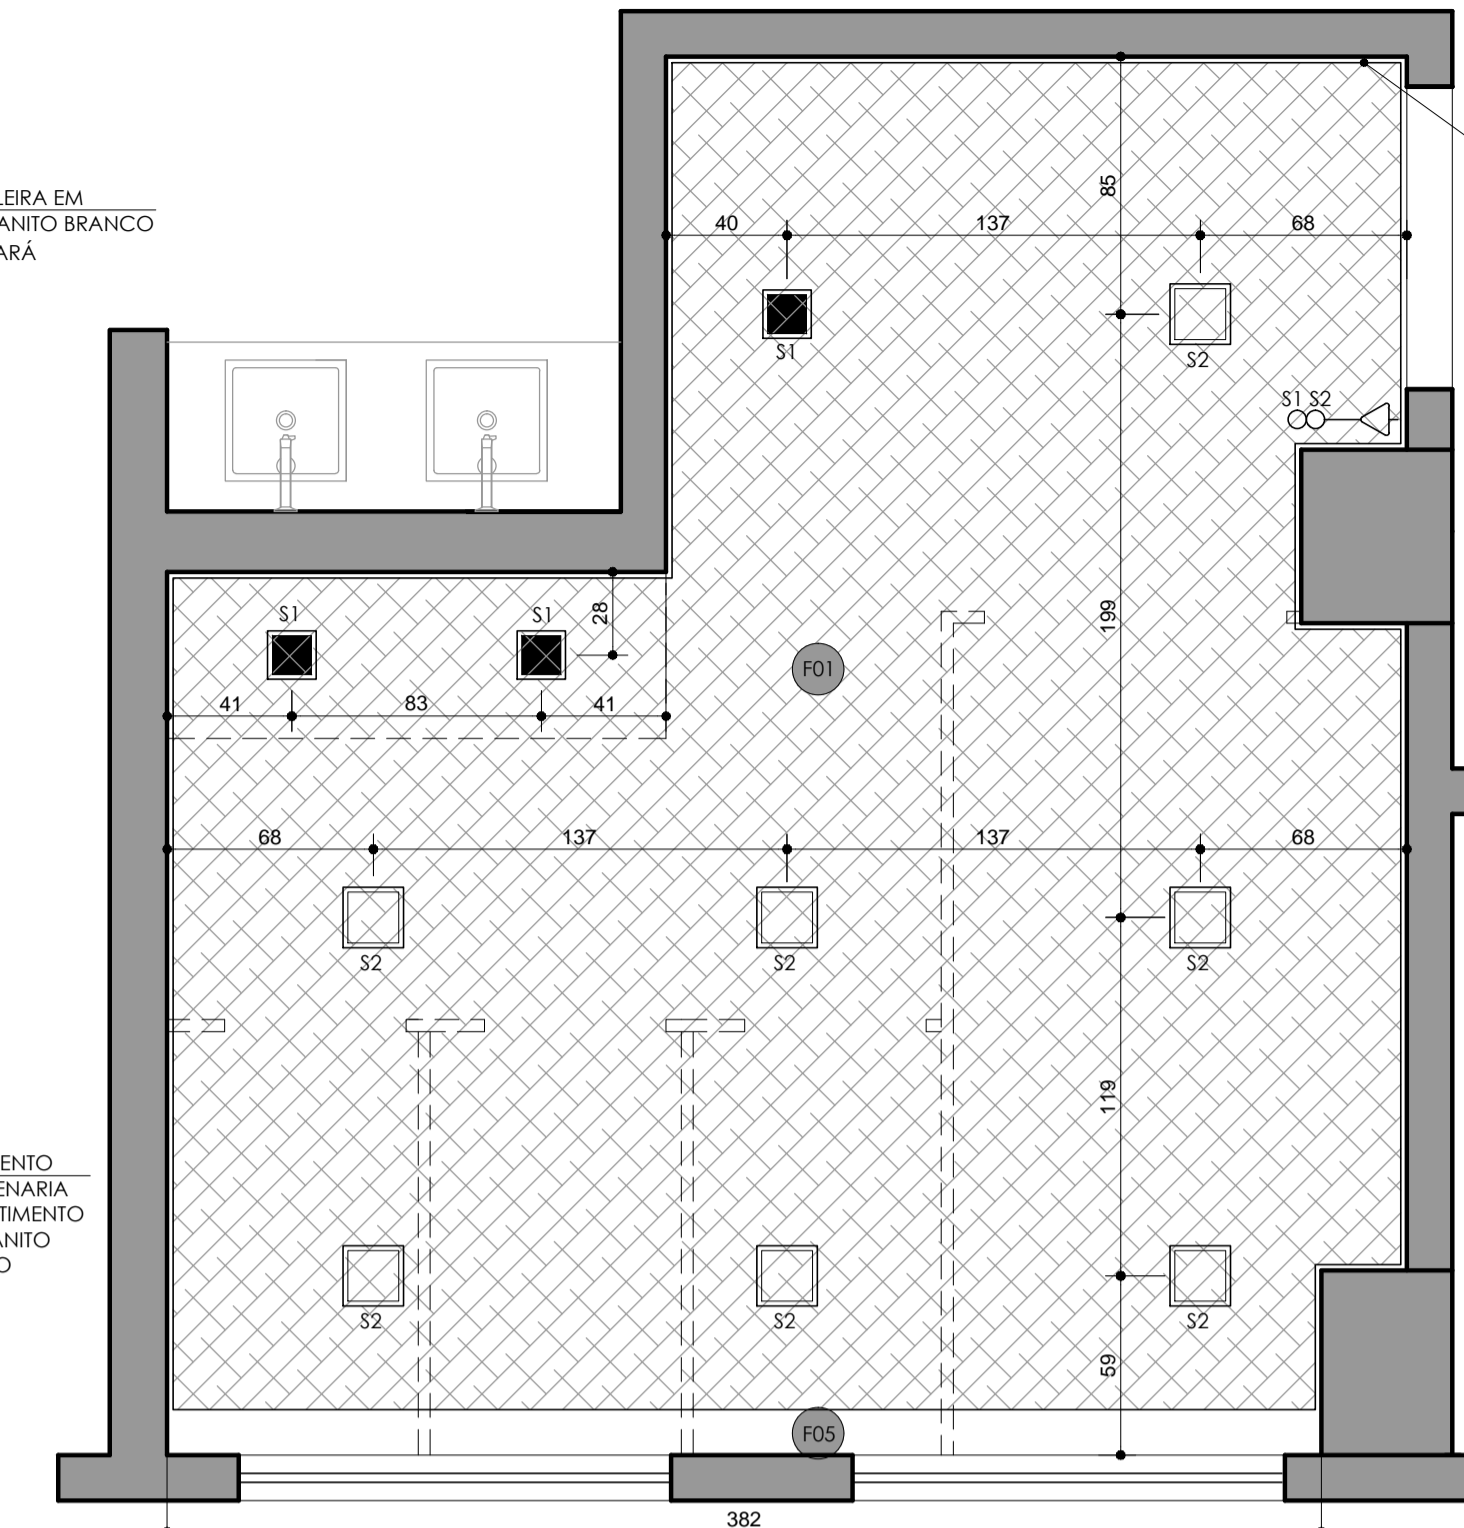 LEIRA EM
ANITO BRANCO
ARÁ
85
40 137 68
S1
S2
S1 S2
S1 S1 28
199
F01
41 83 41
68 137 137 68
S2 S2 S2
119
ENTO
ENARIA
TIMENTO
ANITO
O
S2 S2 S2
59
F05
382